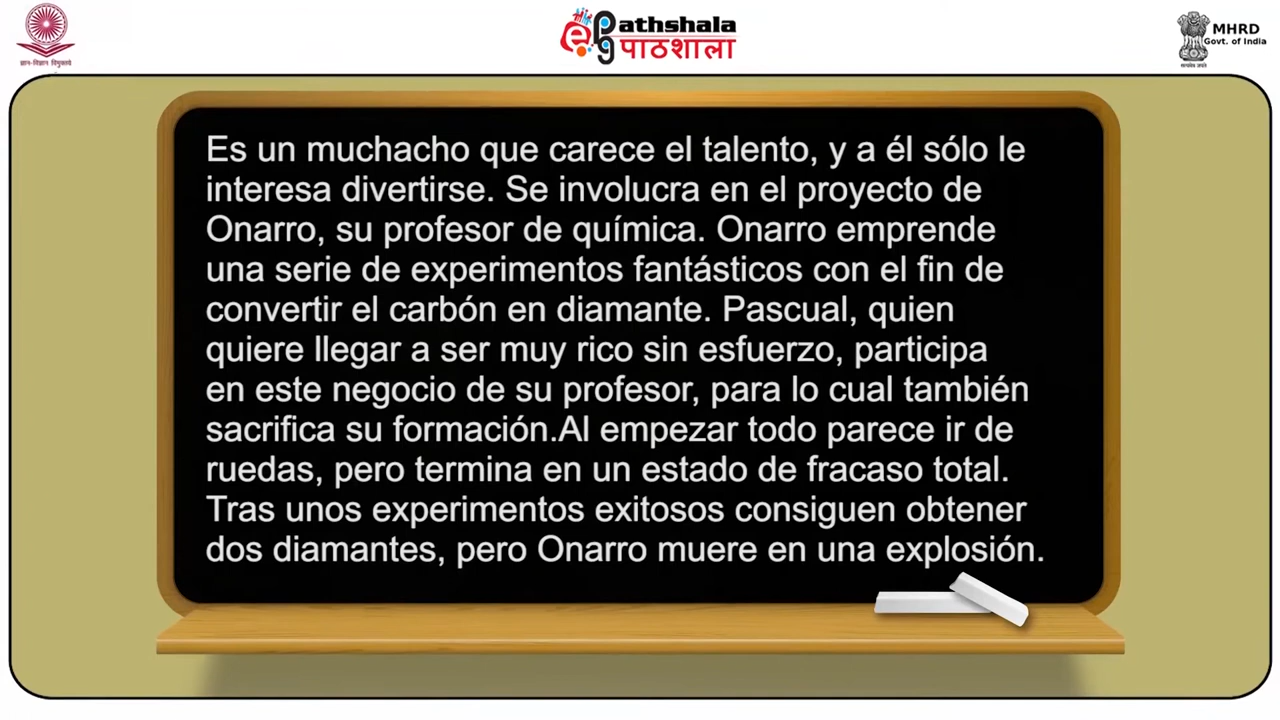 ज्ञान-विज्ञान विमुक्तये
epg Pathshala
पाठशाला
MHRD
Govt. of India
सत्यमेव जयते
Es un muchacho que carece el talento, y a él sólo le
interesa divertirse. Se involucra en el proyecto de
Onarro, su profesor de química. Onarro emprende
una serie de experimentos fantásticos con el fin de
convertir el carbón en diamante. Pascual, quien
quiere llegar a ser muy rico sin esfuerzo, participa
en este negocio de su profesor, para lo cual también
sacrifica su formación.Al empezar todo parece ir de
ruedas, pero termina en un estado de fracaso total.
Tras unos experimentos exitosos consiguen obtener
dos diamantes, pero Onarro muere en una explosión.